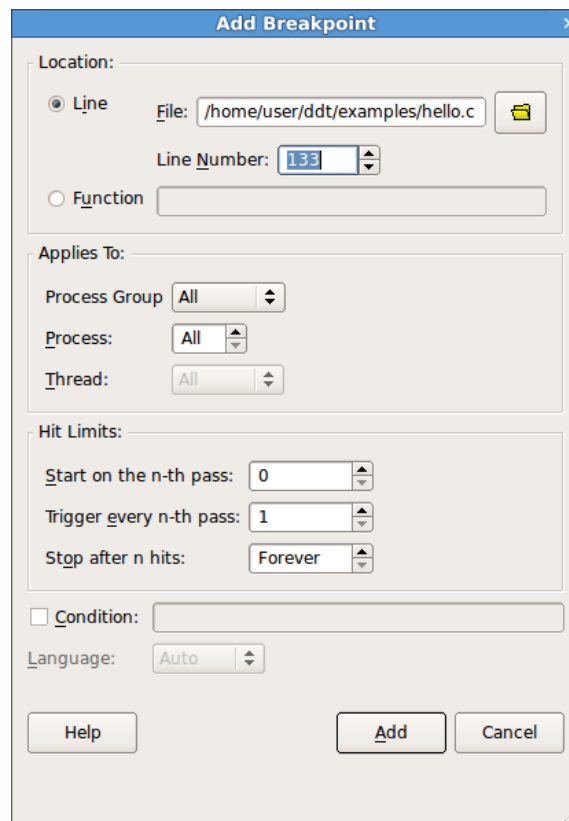 Add Breakpoint
Location:
Line
File: /home/user/ddt/examples/hello.c
Line Number: 133
Function
Applies To:
Process Group All
Process: All
Thread: All
Hit Limits:
Start on the n-th pass: 0
Trigger every n-th pass: 1
Stop after n hits: Forever
Condition:
Language: Auto
Help Add Cancel